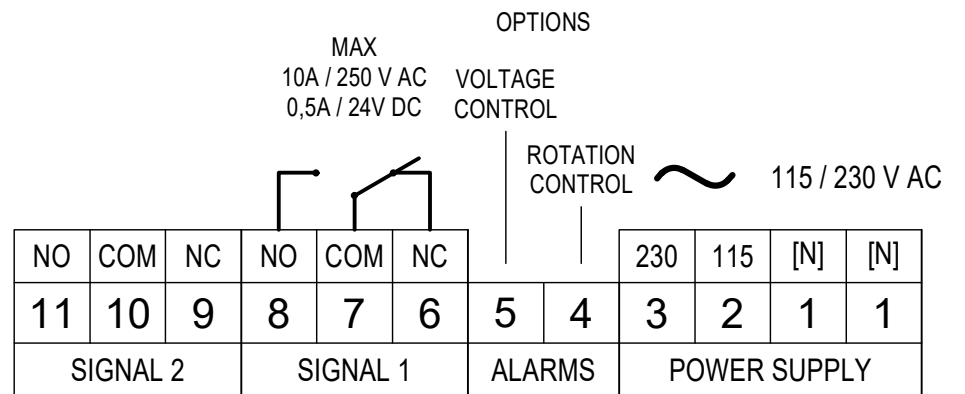 OPTIONS
MAX
10A / 250 V AC
0,5A / 24V DC
VOLTAGE
CONTROL
ROTATION
CONTROL
115 / 230 V AC
NO COM NC NO COM NC 230 115 [N] [N]
11 10 9 8 7 6 5 4 3 2 1 1
SIGNAL 2 SIGNAL 1 ALARMS POWER SUPPLY